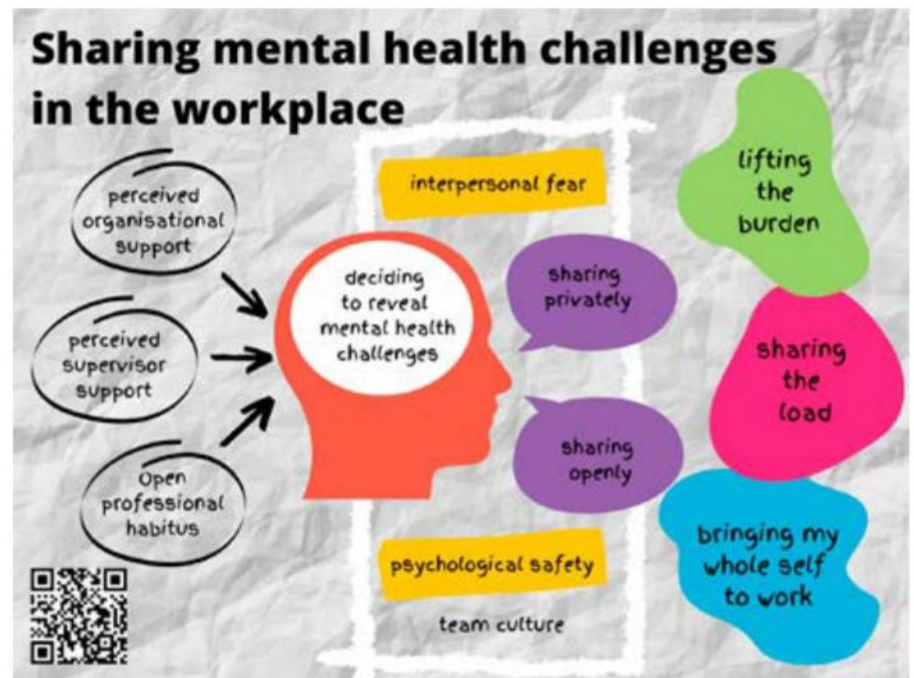 Sharing mental health challenges
in the workplace
perceived
organisational
support
perceived
supervisor
support
Open
professional
habitus
deciding
to reveal
mental health
challenges
interpersonal fear
sharing
privately
sharing
openly
psychological safety
team culture
lifting
the
burden
sharing
the
load
bringing my
whole self
to work